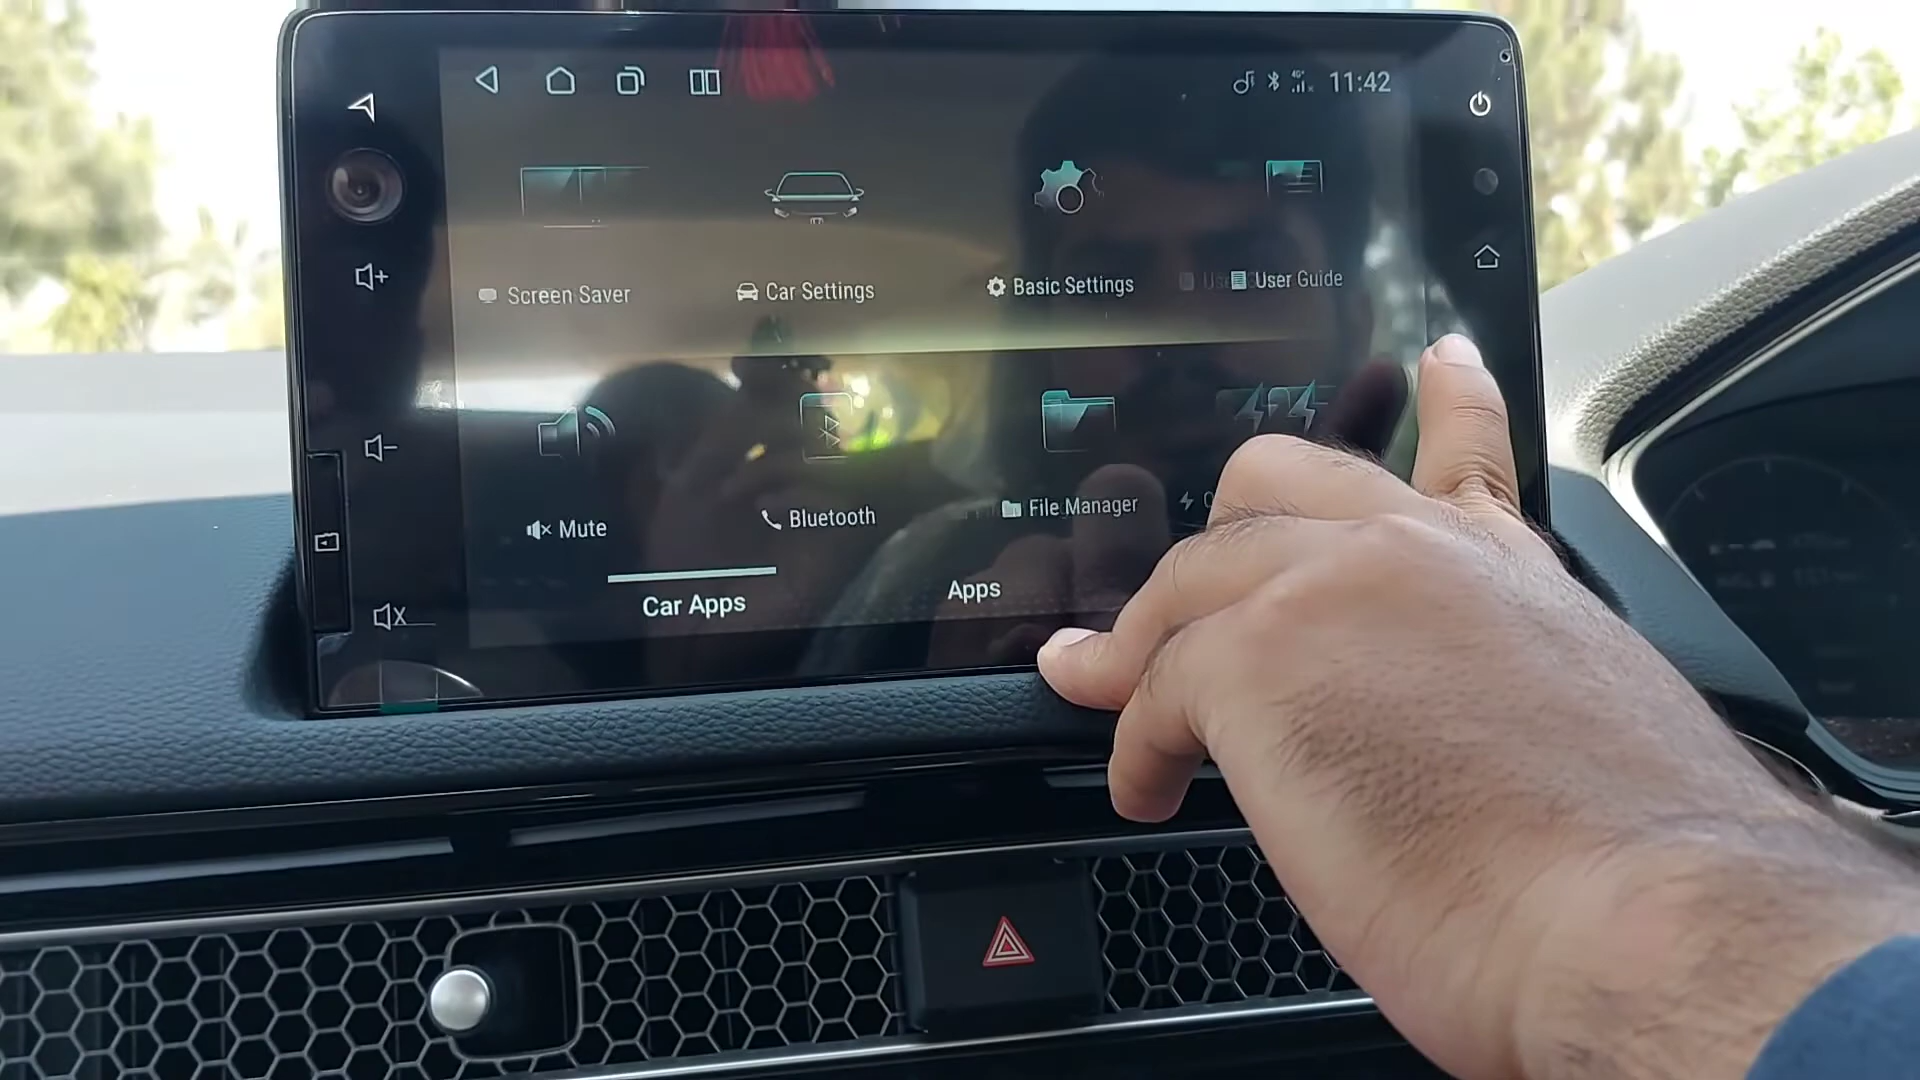 11:42
Screen Saver
Car Settings
Basic Settings
User Guide
Mute
Bluetooth
File Manager
Car Apps
Apps